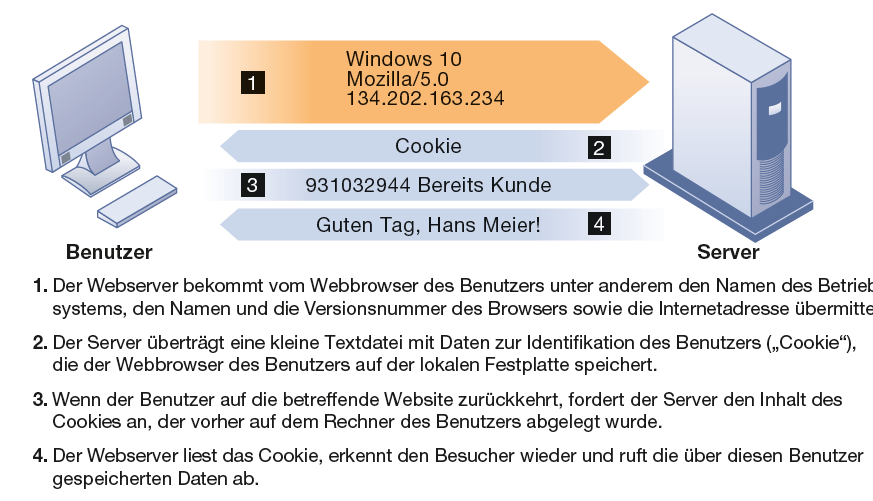 1
Windows 10
Mozilla/5.0
134.202.163.234
Cookie
2
3
931032944 Bereits Kunde
Guten Tag, Hans Meier!
4
Benutzer
Server
1. Der Webserver bekommt vom Webbrowser des Benutzers unter anderem den Namen des Betrieb
systems, den Namen und die Versionsnummer des Browsers sowie die Internetadresse übermitte
2. Der Server überträgt eine kleine Textdatei mit Daten zur Identifikation des Benutzers („Cookie“),
die der Webbrowser des Benutzers auf der lokalen Festplatte speichert.
3. Wenn der Benutzer auf die betreffende Website zurückkehrt, fordert der Server den Inhalt des
Cookies an, der vorher auf dem Rechner des Benutzers abgelegt wurde.
4. Der Webserver liest das Cookie, erkennt den Besucher wieder und ruft die über diesen Benutzer
gespeicherten Daten ab.